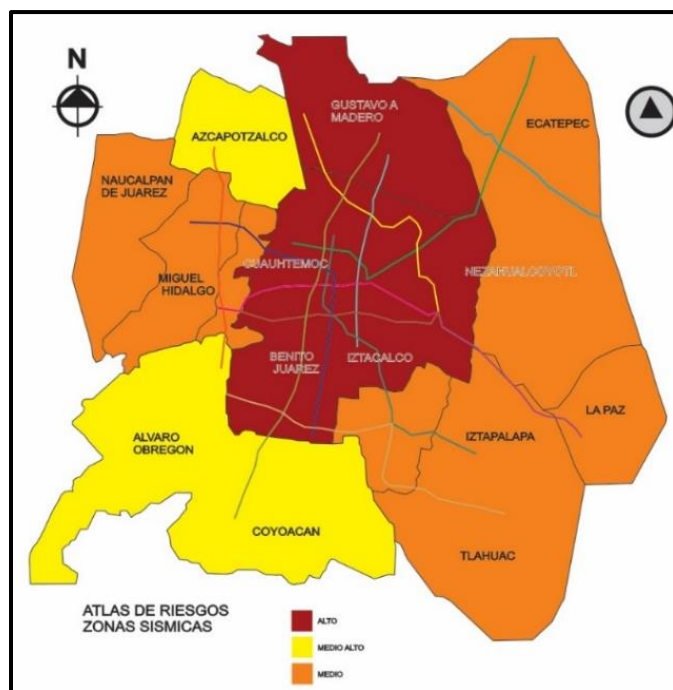 N
GUSTAVO A
MADERO
ECATEPEC
AZCAPOTZALCO
NAUCALPAN
DE JUAREZ
CUAUHTEMOC
NEZAHUALCOYOTL
MIGUEL
HIDALGO
BENITO
JUAREZ
IZTACALCO
LA PAZ
IZTAPALAPA
ALVARO
OBREGON
COYOACAN
TLAHUAC
ATLAS DE RIESGOS
ZONAS SISMICAS
ALTO
MEDIO ALTO
MEDIO